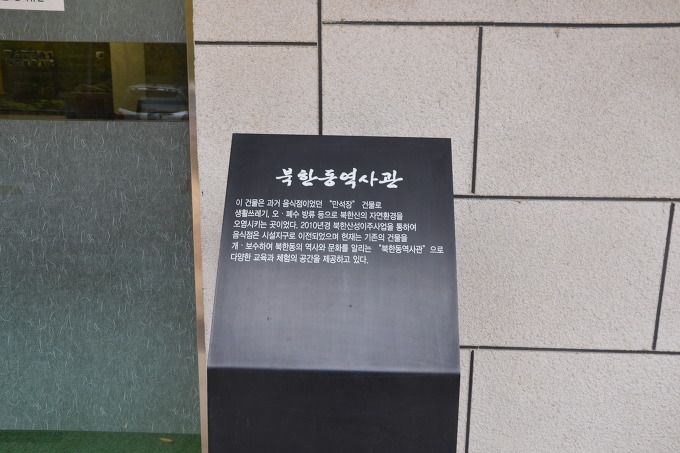 북한동역사관
이 건물은 과거 음식점이었던 "만석장" 건물로
생활쓰레기, 오·폐수 방류 등으로 북한산의 자연환경을
오염시키는 곳이었다. 2010년경 북한산성이주사업을 통하여
음식점은 시설지구로 이전되었으며 현재는 기존의 건물을
개·보수하여 북한동의 역사와 문화를 알리는 "북한동역사관"으로
다양한 교육과 체험의 공간을 제공하고 있다.